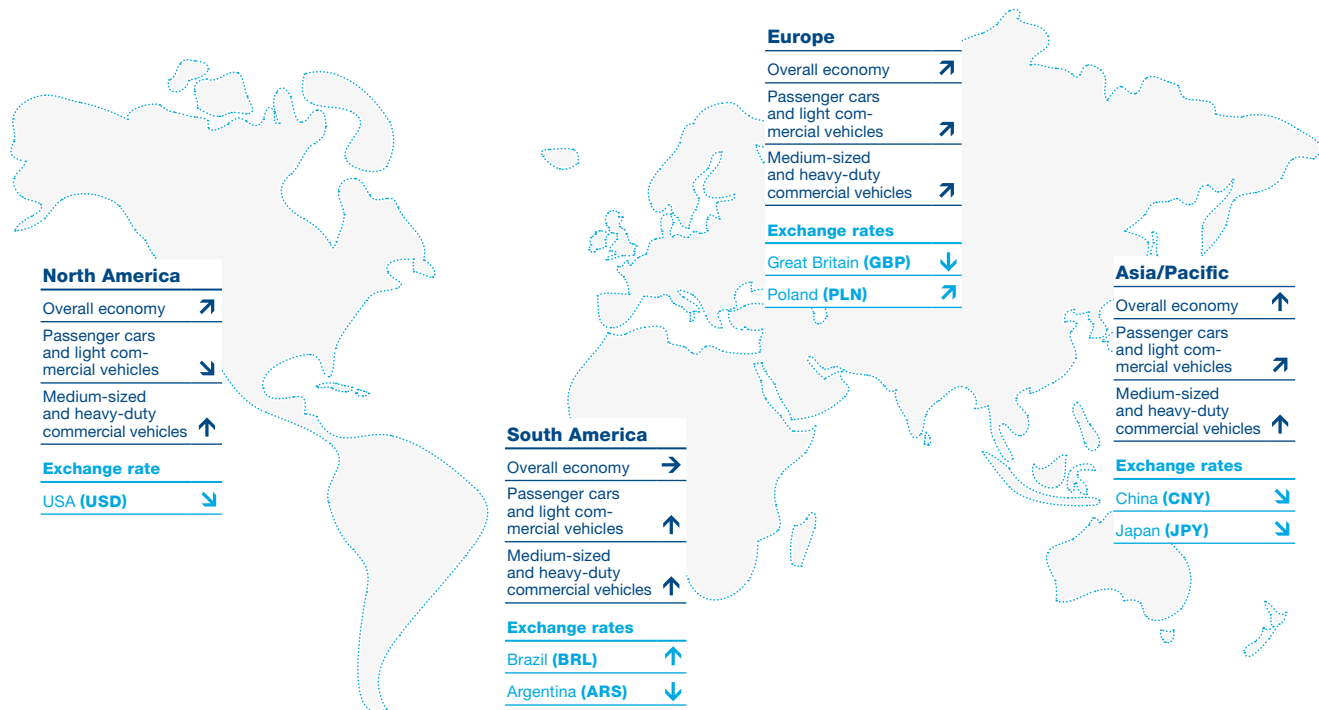 Europe
Overall economy
Passenger cars
and light com-
mercial vehicles
Medium-sized
and heavy-duty
commercial vehicles
Exchange rates
Great Britain (GBP)
Poland (PLN)
North America
Overall economy
Passenger cars
and light com-
mercial vehicles
Medium-sized
and heavy-duty
commercial vehicles
Exchange rate
USA (USD)
Asia/Pacific
Overall economy
Passenger cars
and light com-
mercial vehicles
Medium-sized
and heavy-duty
commercial vehicles
Exchange rates
China (CNY)
Japan (JPY)
South America
Overall economy
Passenger cars
and light com-
mercial vehicles
Medium-sized
and heavy-duty
commercial vehicles
Exchange rates
Brazil (BRL)
Argentina (ARS)